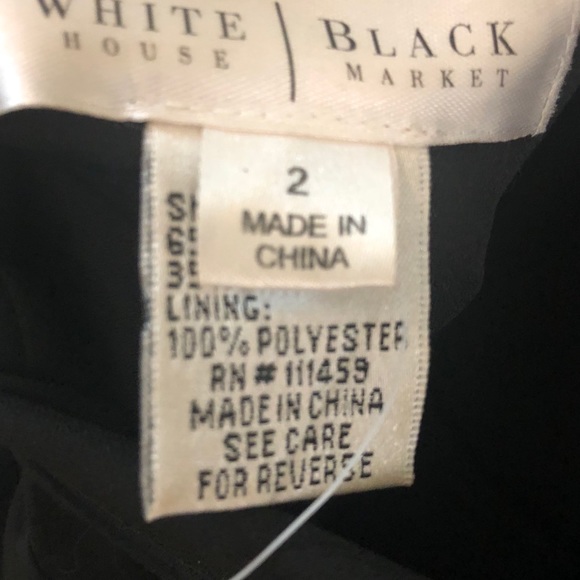 WHITE | BLACK
HOUSE MARKET
2
MADE IN
CHINA
LINING:
100% POLYESTER
RN # 111459
MADE IN CHINA
SEE CARE
FOR REVERSE